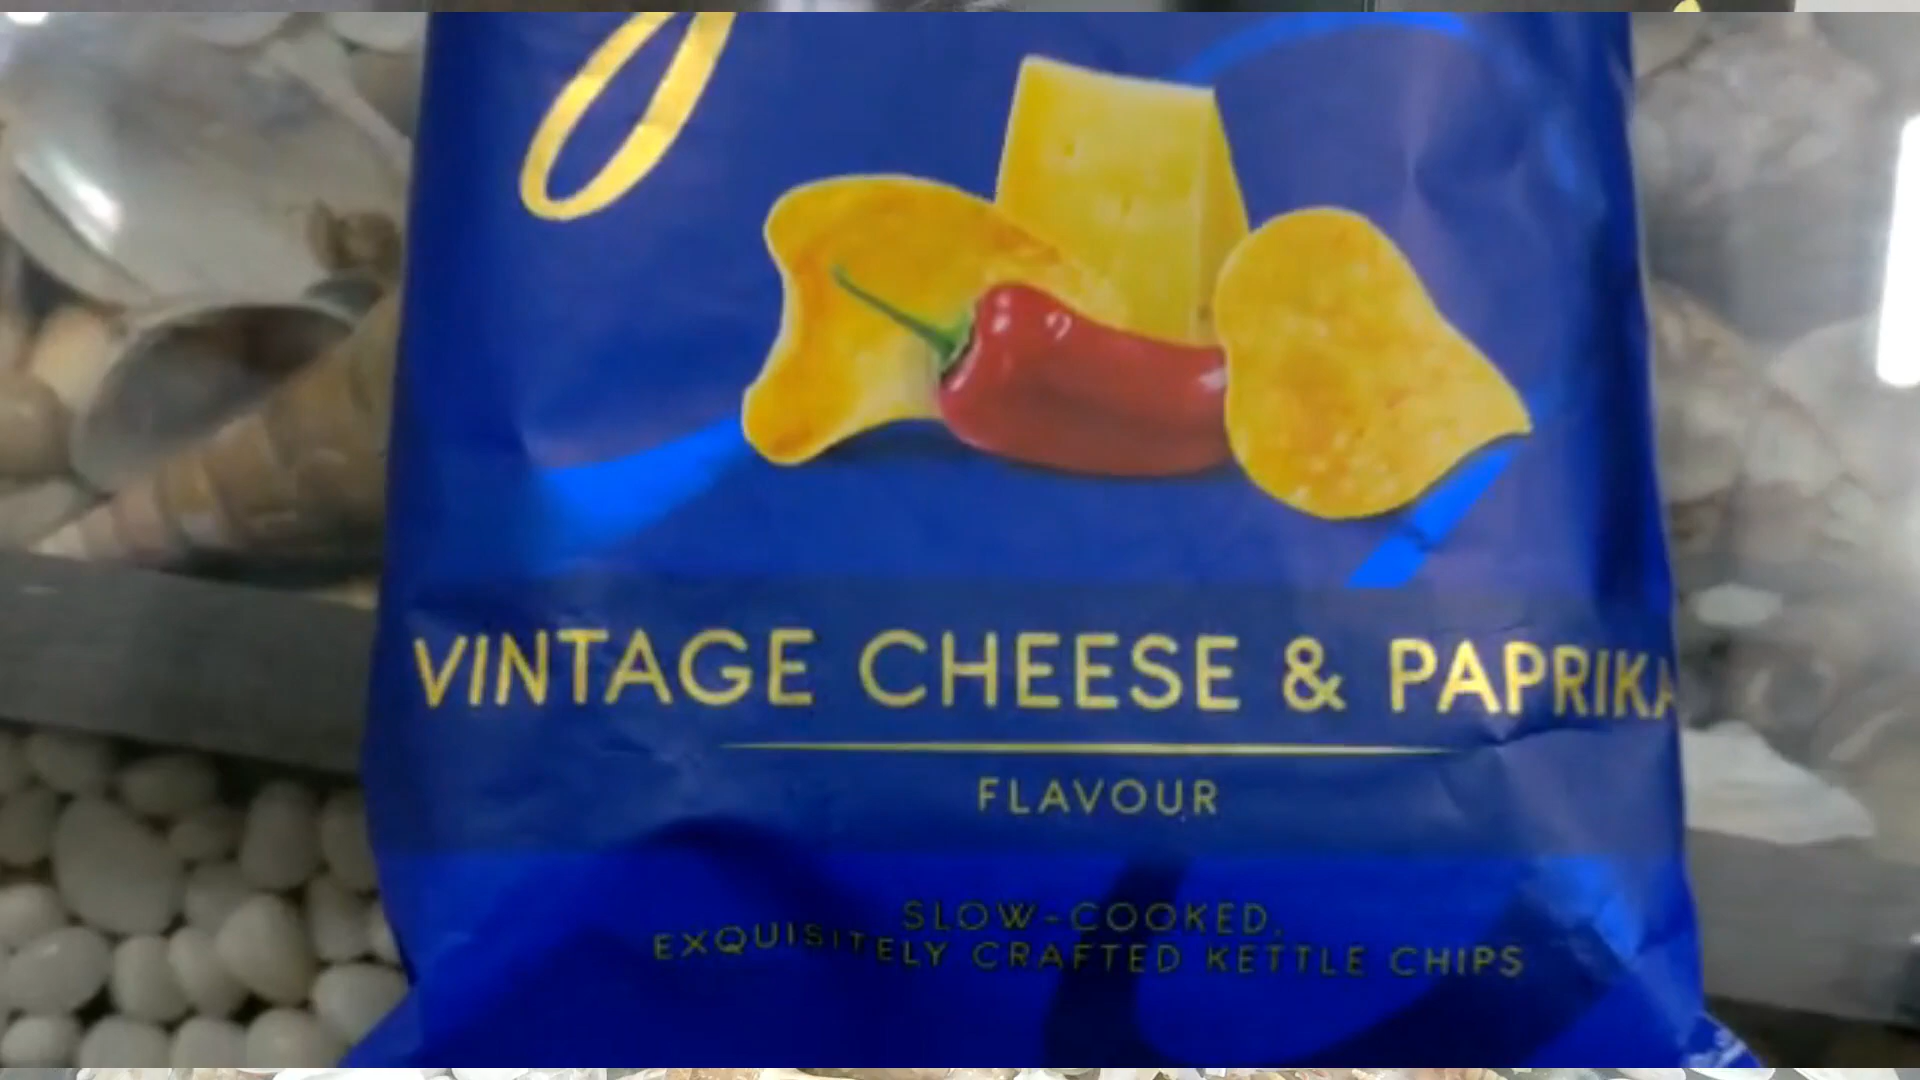 VINTAGE CHEESE & PAPRIKA
FLAVOUR
SLOW-COOKED,
EXQUISITELY CRAFTED KETTLE CHIPS